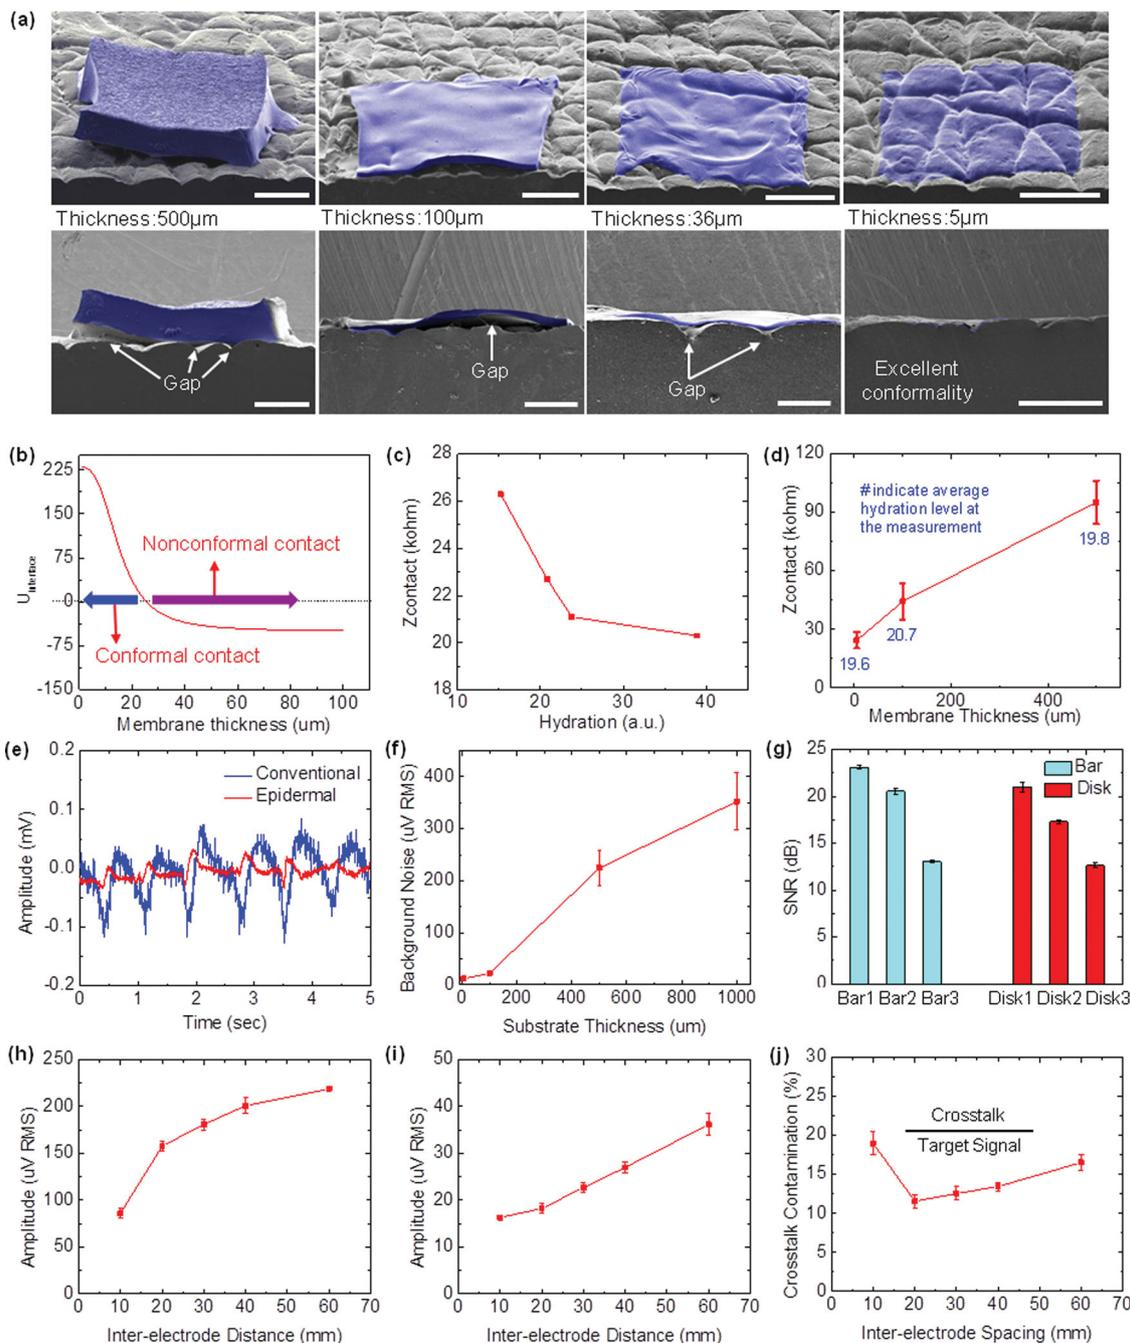 (a)
Thickness:500µm
Thickness:100µm
Thickness:36µm
Thickness:5µm
Gap
Gap
Gap
Excellent
conformality
(b)
225
150
75
0
-75
-150
U interface
Nonconformal contact
Conformal contact
0 20 40 60 80 100
Membrane thickness (um)
(c)
28
26
24
22
20
18
Zcontact (kohm)
10 20 30 40
Hydration (a.u.)
(d)
120
90
60
30
0
Zcontact (kohm)
# indicate average
hydration level at
the measurement
19.8
20.7
19.6
0 200 400
Membrane Thickness (um)
(e)
0.2
0.1
0.0
-0.1
-0.2
Amplitude (mV)
Conventional
Epidermal
0 1 2 3 4 5
Time (sec)
(f)
400
300
200
100
0
Background Noise (uV RMS)
0 200 400 600 800 1000
Substrate Thickness (um)
(g)
25
20
15
10
5
0
SNR (dB)
Bar
Disk
Bar1 Bar2 Bar3 Disk1 Disk2 Disk3
(h)
250
200
150
100
50
0
Amplitude (uV RMS)
0 10 20 30 40 50 60 70
Inter-electrode Distance (mm)
(i)
50
40
30
20
10
0
Amplitude (uV RMS)
0 10 20 30 40 50 60 70
Inter-electrode Distance (mm)
(j)
30
25
20
15
10
5
0
Crosstalk Contamination (%)
Crosstalk
Target Signal
0 10 20 30 40 50 60 70
Inter-electrode Spacing (mm)